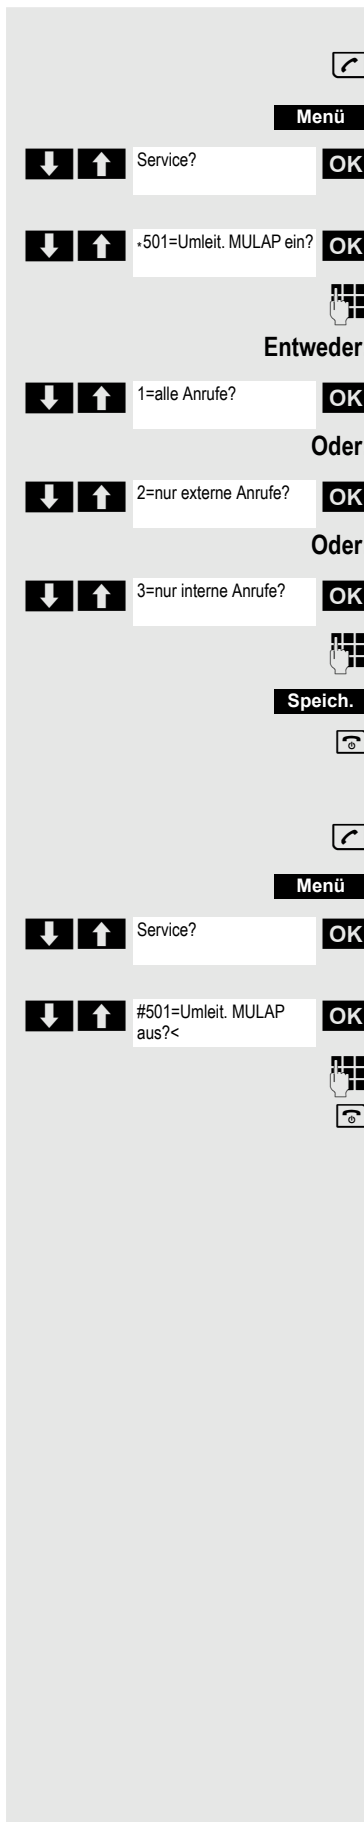 Menü
Service? OK
*501=Umleit. MULAP ein? OK
Entweder
1=alle Anrufe? OK
Oder
2=nur externe Anrufe? OK
Oder
3=nur interne Anrufe? OK
Speich.
Menü
Service? OK
#501=Umleit. MULAP OK
aus?<